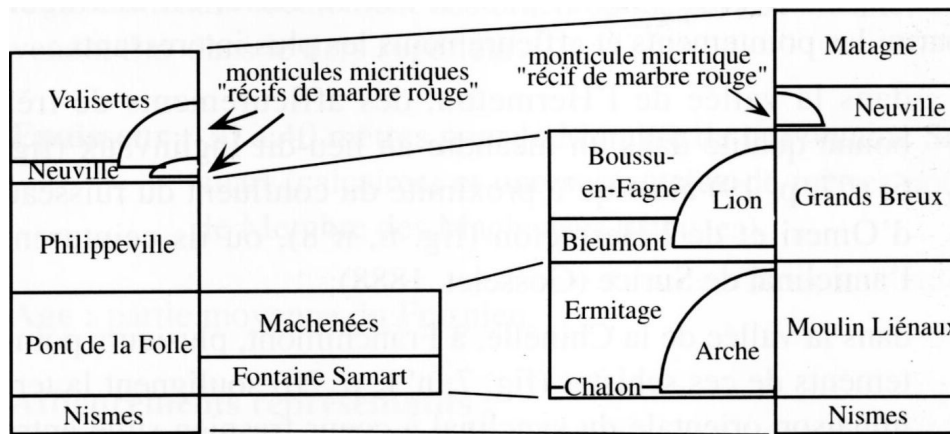 Matagne
monticules micritiques
"récifs de marbre rouge"
monticule micritique
"récif de marbre rouge"
Valisettes
Neuville
Neuville
Boussu-
en-Fagne
Lion
Grands Breux
Philippeville
Bieumont
Ermitage
Machenées
Moulin Liénaux
Pont de la Folle
Arche
Fontaine Samart
Chalon
Nismes
Nismes